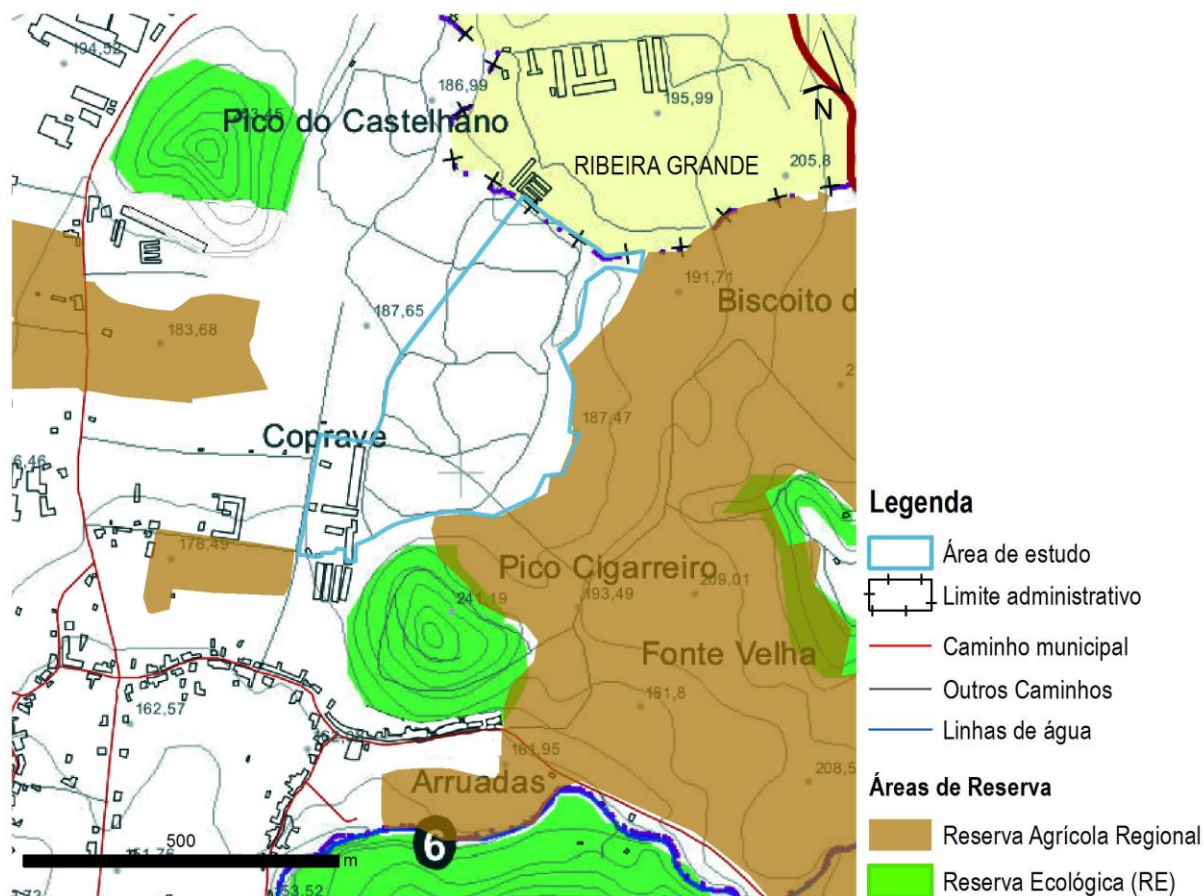 194,52
186,99
195,99
N
Pico do Castelhano
RIBEIRA GRANDE
205,8
191,71
Biscoito d
187,65
183,68
187,47
Coprave
6,46
178,49
Pico Cigarreiro
209,01
193,49
241,19
Fonte Velha
181,8
162,57
161,95
Arruadas
208,5
500
m
6
151,76
153,52
Legenda
Área de estudo
Limite administrativo
Caminho municipal
Outros Caminhos
Linhas de água
Áreas de Reserva
Reserva Agrícola Regional
Reserva Ecológica (RE)